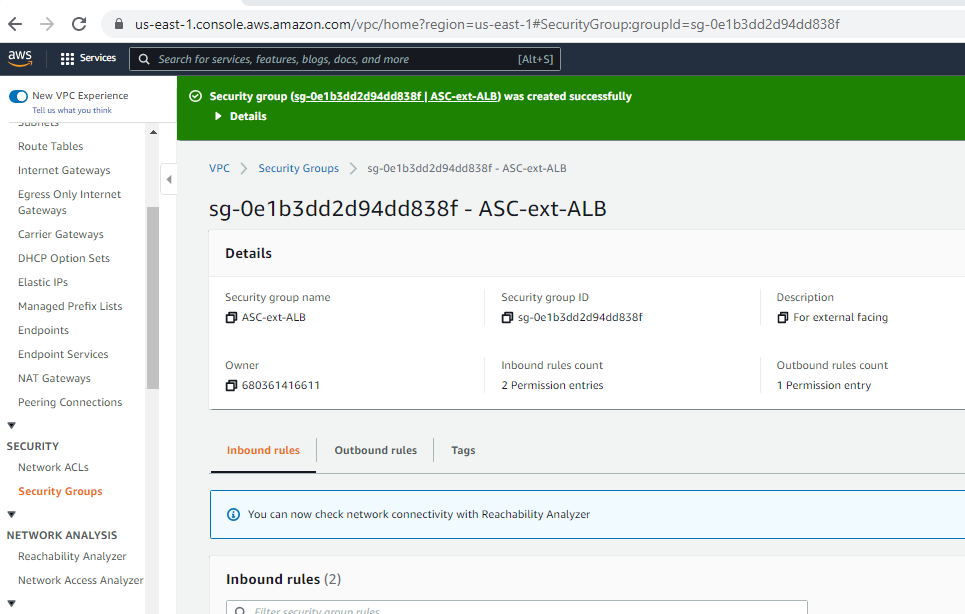 us-east-1.console.aws.amazon.com/vpc/home?region=us-east-1#SecurityGroup:groupId=sg-0e1b3dd2d94dd838f
aws
Services
Search for services, features, blogs, docs, and more
[Alt+S]
New VPC Experience
Tell us what you think
Subnets
Route Tables
Internet Gateways
Egress Only Internet
Gateways
Carrier Gateways
DHCP Option Sets
Elastic IPs
Managed Prefix Lists
Endpoints
Endpoint Services
NAT Gateways
Peering Connections
SECURITY
Network ACLs
Security Groups
NETWORK ANALYSIS
Reachability Analyzer
Network Access Analyzer
Security group (sg-0e1b3dd2d94dd838f | ASC-ext-ALB) was created successfully
Details
VPC
Security Groups
sg-0e1b3dd2d94dd838f - ASC-ext-ALB
sg-0e1b3dd2d94dd838f - ASC-ext-ALB
Details
Security group name
ASC-ext-ALB
Security group ID
sg-0e1b3dd2d94dd838f
Description
For external facing
Owner
680361416611
Inbound rules count
2 Permission entries
Outbound rules count
1 Permission entry
Inbound rules
Outbound rules
Tags
You can now check network connectivity with Reachability Analyzer
Inbound rules (2)
Filter security group rules